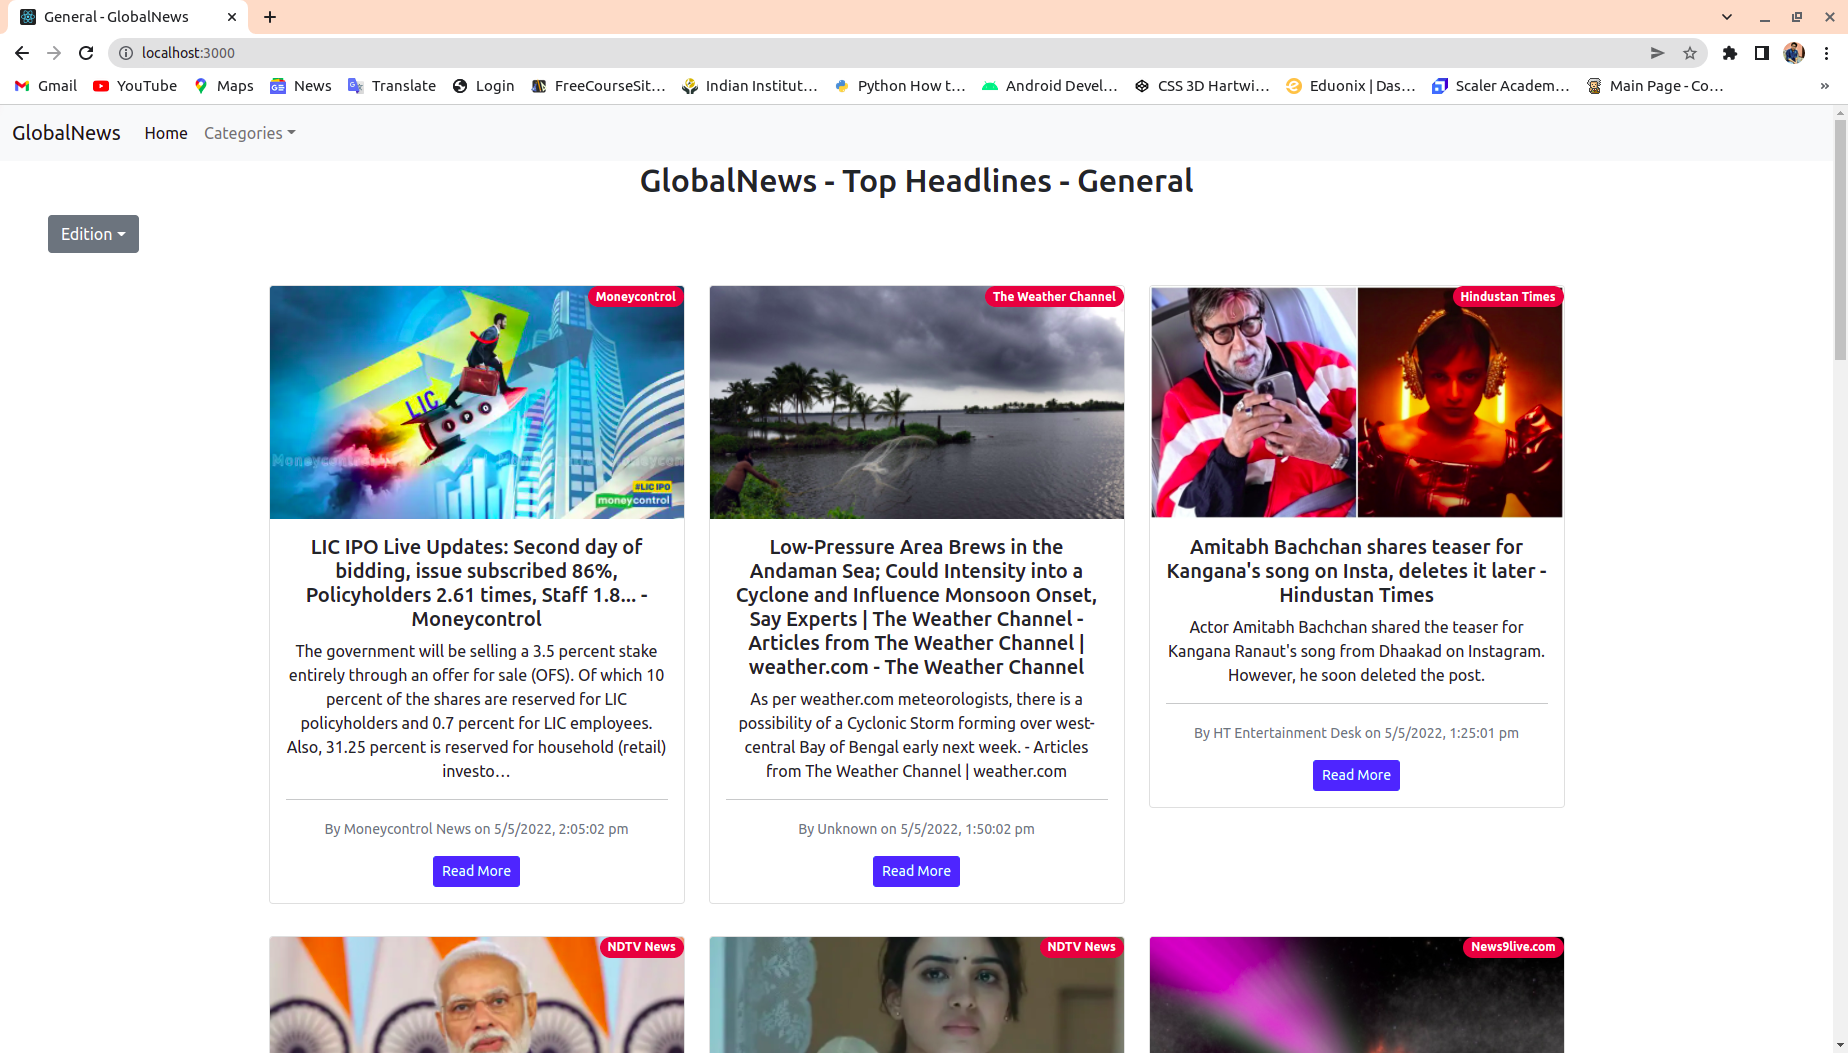 General - GlobalNews
localhost:3000
Gmail YouTube Maps News Translate Login FreeCourseSit... Indian Institut... Python How t... Android Devel... CSS 3D Hartwi... Eduonix | Das... Scaler Academ... Main Page - Co... »
GlobalNews Home Categories
GlobalNews - Top Headlines - General
Edition
Moneycontrol
LIC
IPO
#LIC IPO
moneycontrol
LIC IPO Live Updates: Second day of
bidding, issue subscribed 86%,
Policyholders 2.61 times, Staff 1.8... -
Moneycontrol
The government will be selling a 3.5 percent stake
entirely through an offer for sale (OFS). Of which 10
percent of the shares are reserved for LIC
policyholders and 0.7 percent for LIC employees.
Also, 31.25 percent is reserved for household (retail)
investo…
By Moneycontrol News on 5/5/2022, 2:05:02 pm
Read More
The Weather Channel
Low-Pressure Area Brews in the
Andaman Sea; Could Intensity into a
Cyclone and Influence Monsoon Onset,
Say Experts | The Weather Channel -
Articles from The Weather Channel |
weather.com - The Weather Channel
As per weather.com meteorologists, there is a
possibility of a Cyclonic Storm forming over west-
central Bay of Bengal early next week. - Articles
from The Weather Channel | weather.com
By Unknown on 5/5/2022, 1:50:02 pm
Read More
Hindustan Times
Amitabh Bachchan shares teaser for
Kangana's song on Insta, deletes it later -
Hindustan Times
Actor Amitabh Bachchan shared the teaser for
Kangana Ranaut's song from Dhaakad on Instagram.
However, he soon deleted the post.
By HT Entertainment Desk on 5/5/2022, 1:25:01 pm
Read More
NDTV News
NDTV News
News9live.com